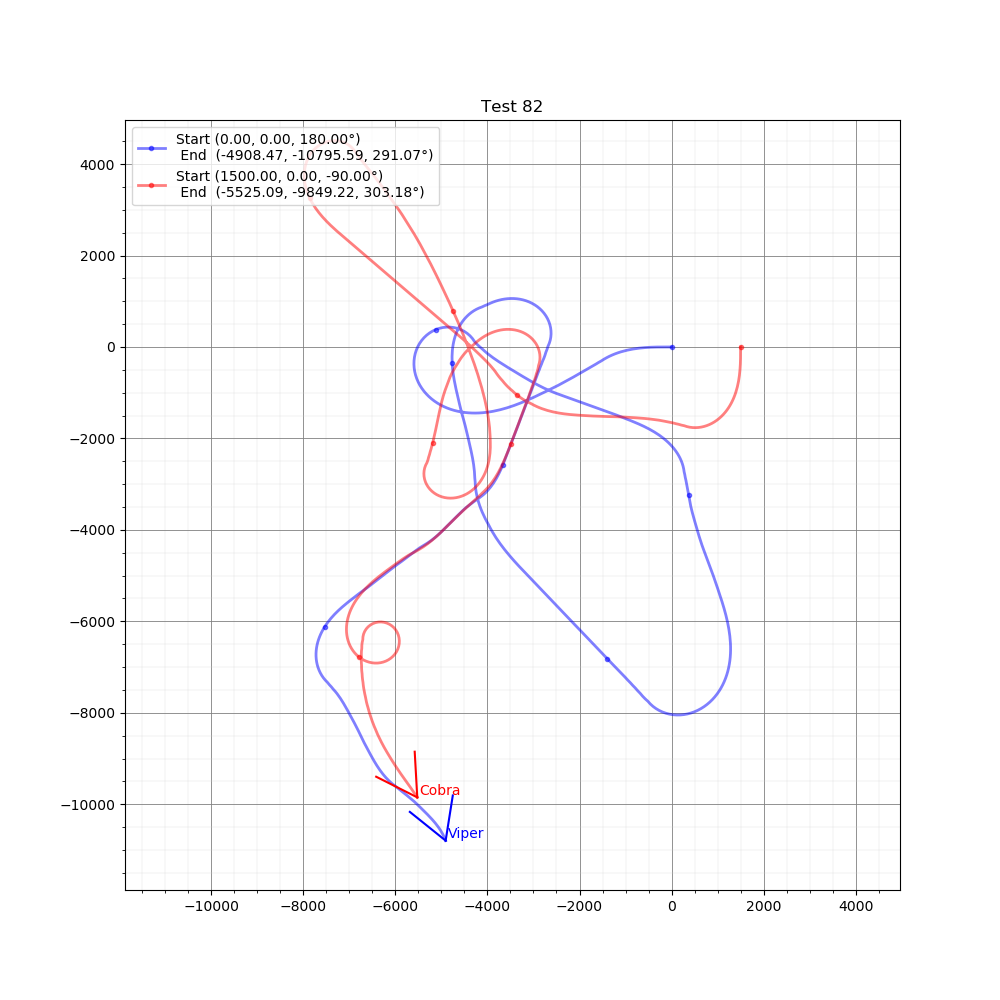 Test 82
Start (0.00, 0.00, 180.00°)
End (-4908.47, -10795.59, 291.07°)
Start (1500.00, 0.00, -90.00°)
End (-5525.09, -9849.22, 303.18°)
4000
2000
0
−2000
−4000
−6000
−8000
−10000
Cobra
Viper
−10000 −8000 −6000 −4000 −2000 0 2000 4000